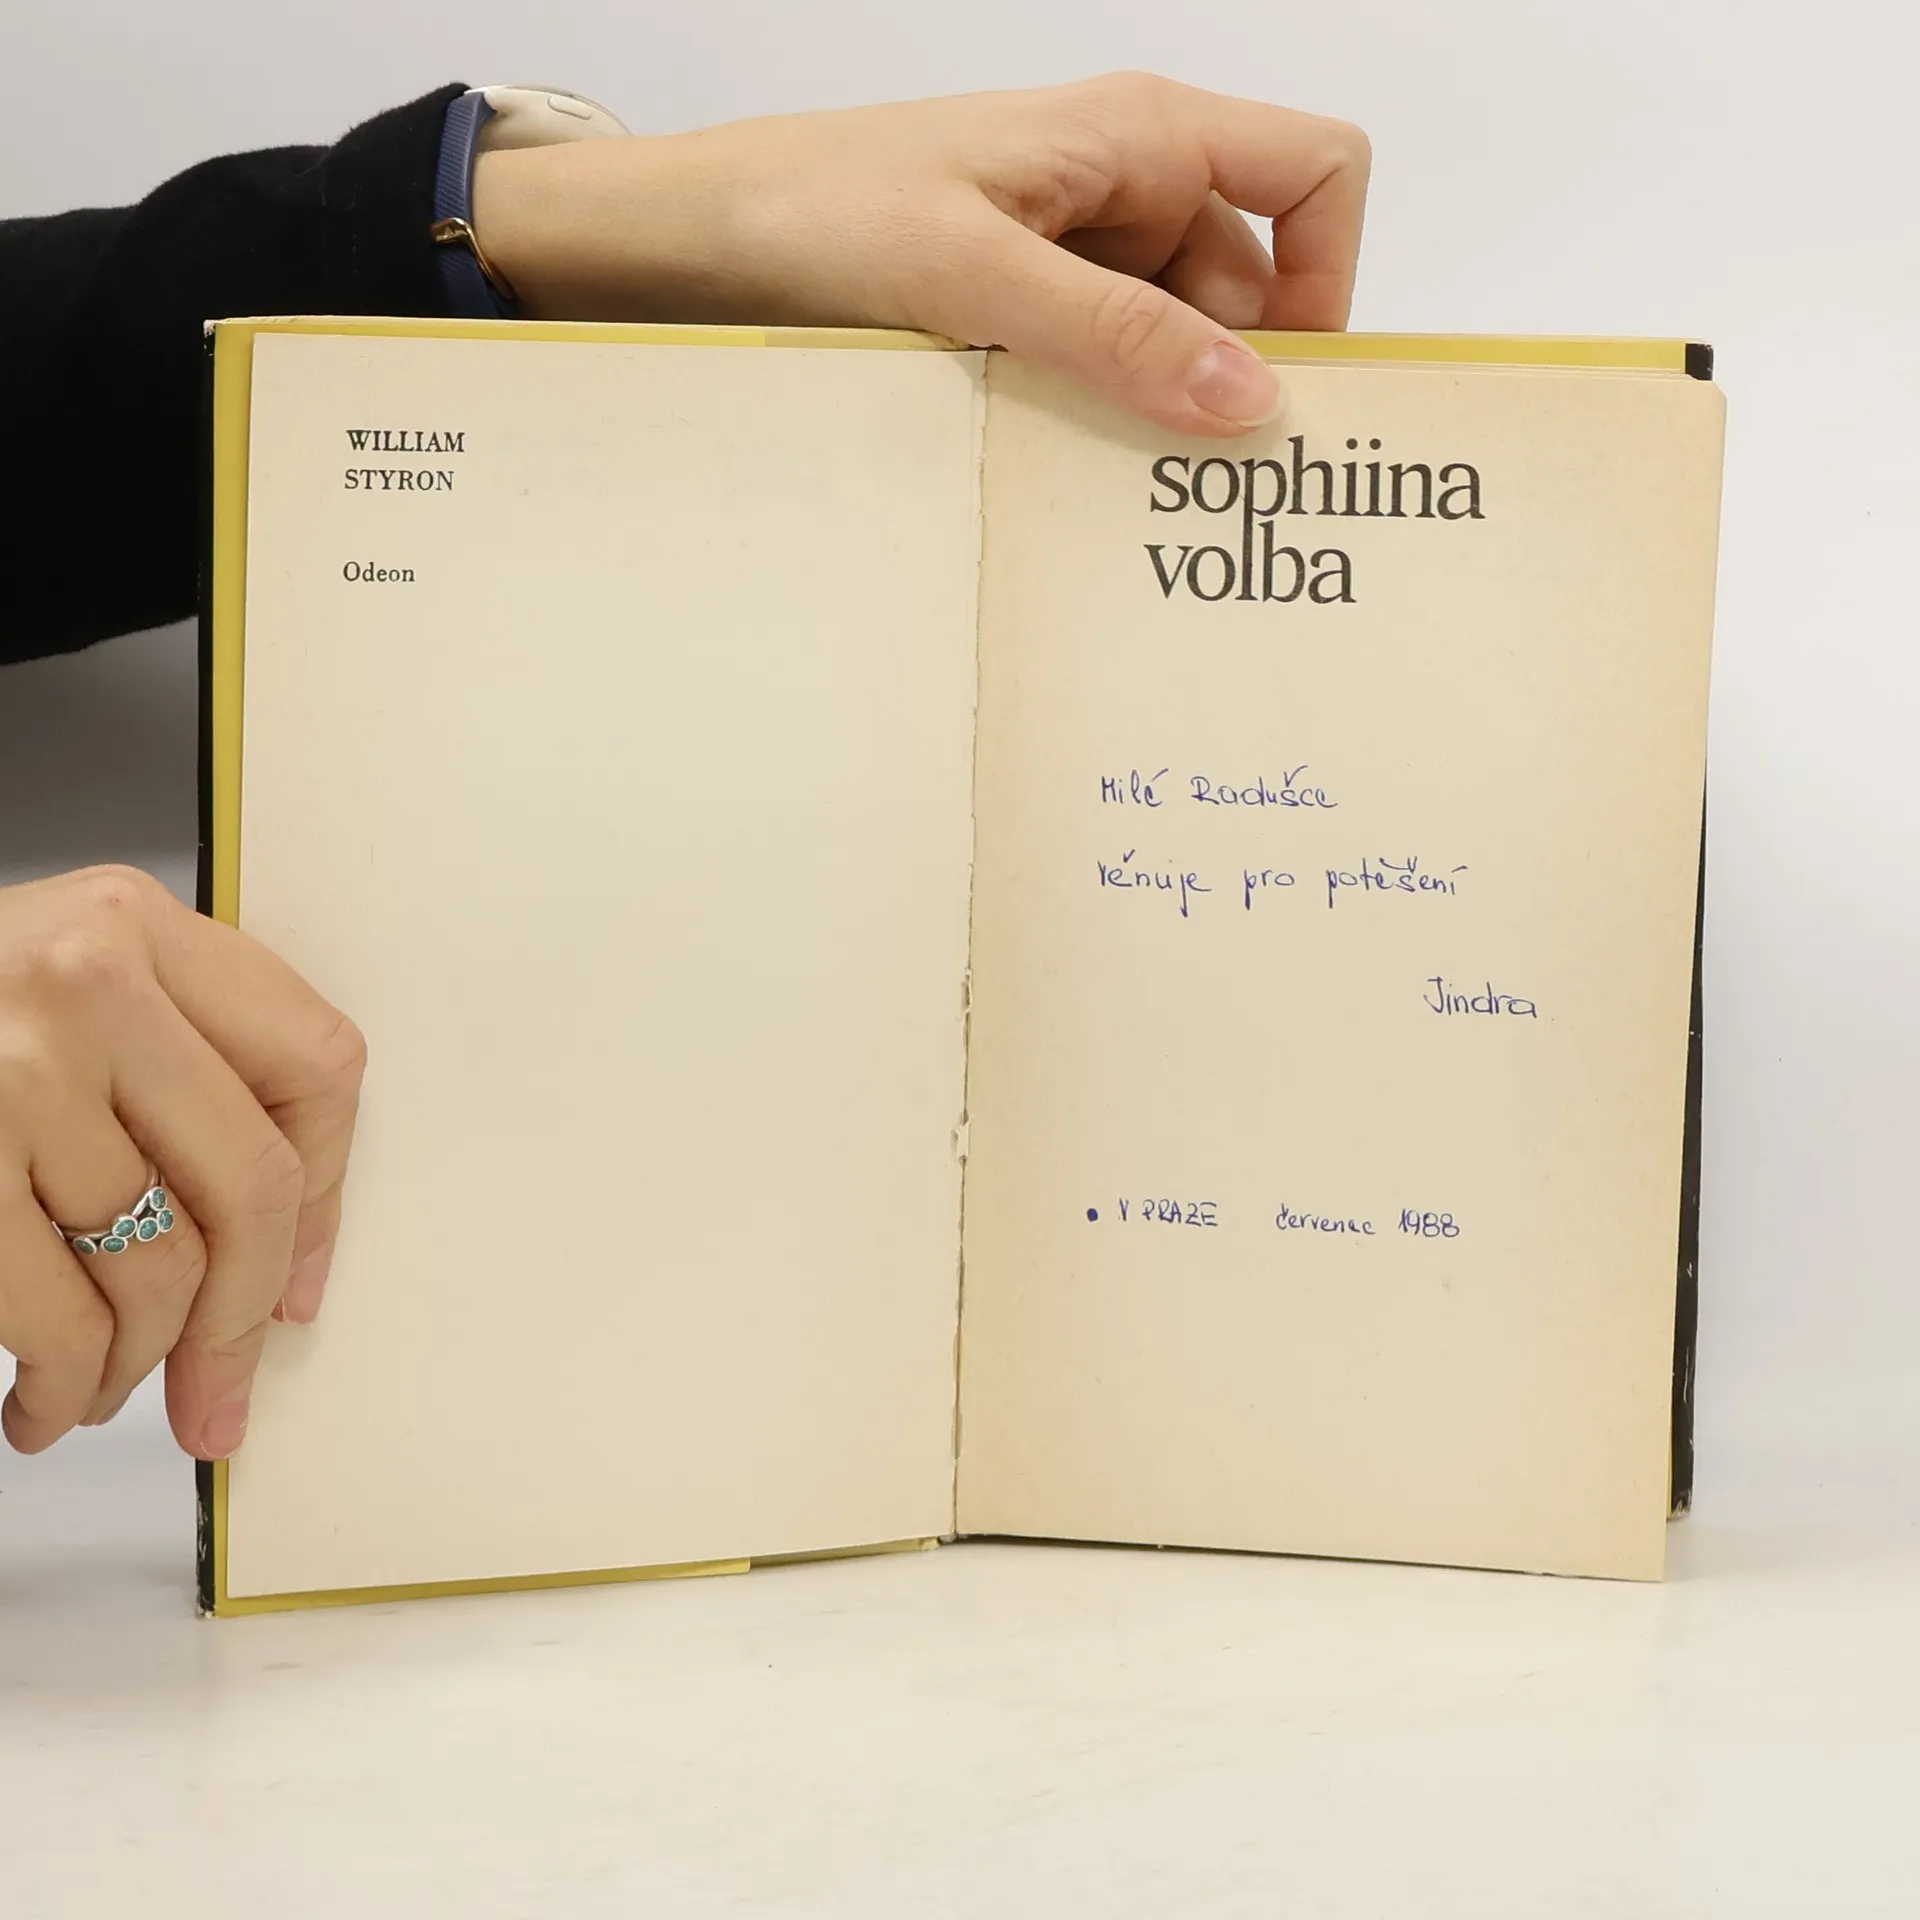 WILLIAM
STYRON
Odeon
sophiina
volba
Milé Radušce
věnuje pro potěšení
Jindra
• V PRAZE červenec 1988